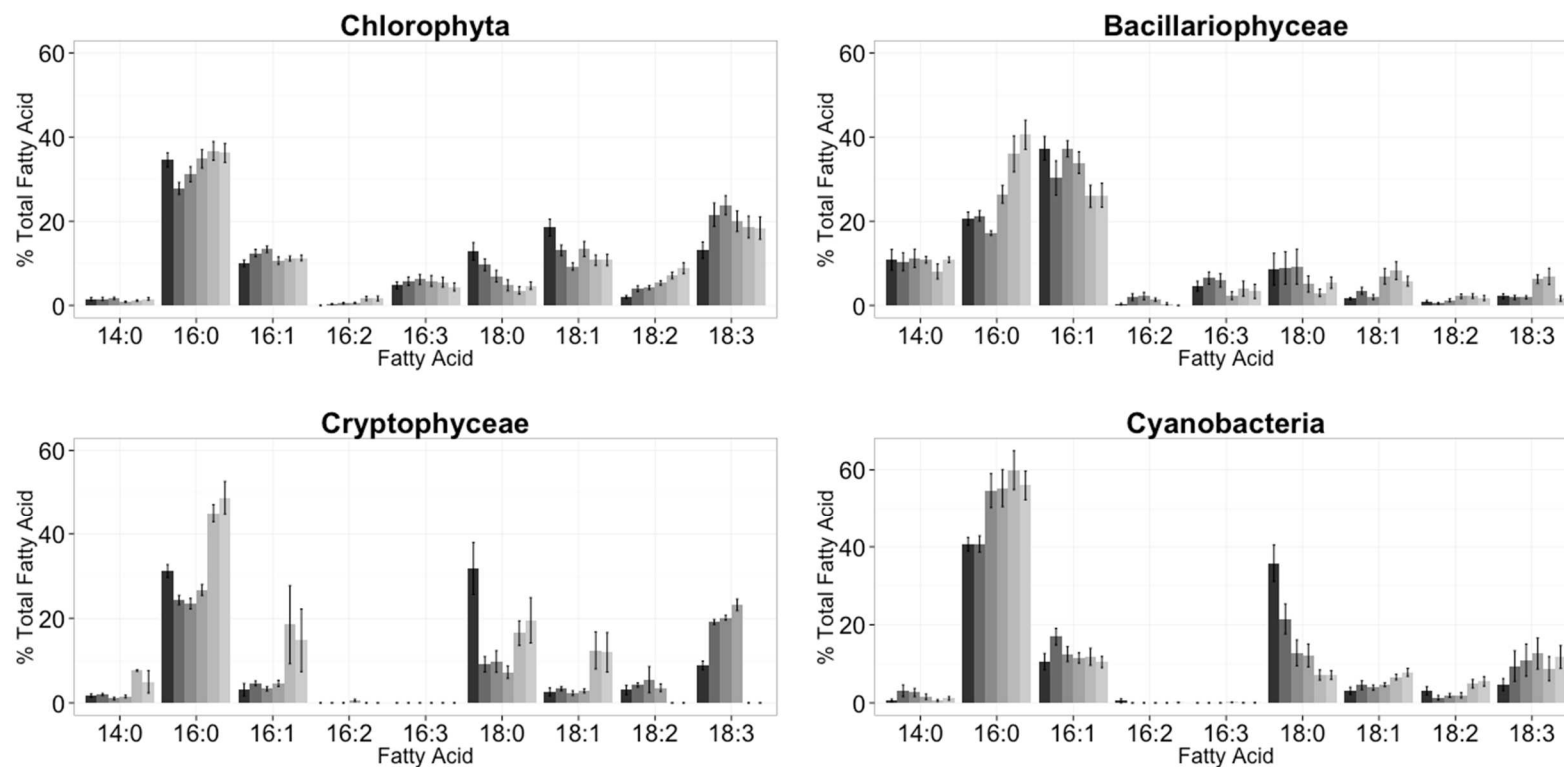 Chlorophyta
% Total Fatty Acid
60
40
20
0
14:0 16:0 16:1 16:2 16:3 18:0 18:1 18:2 18:3
Fatty Acid
Bacillariophyceae
% Total Fatty Acid
60
40
20
0
14:0 16:0 16:1 16:2 16:3 18:0 18:1 18:2 18:3
Fatty Acid
Cryptophyceae
% Total Fatty Acid
60
40
20
0
14:0 16:0 16:1 16:2 16:3 18:0 18:1 18:2 18:3
Fatty Acid
Cyanobacteria
% Total Fatty Acid
60
40
20
0
14:0 16:0 16:1 16:2 16:3 18:0 18:1 18:2 18:3
Fatty Acid